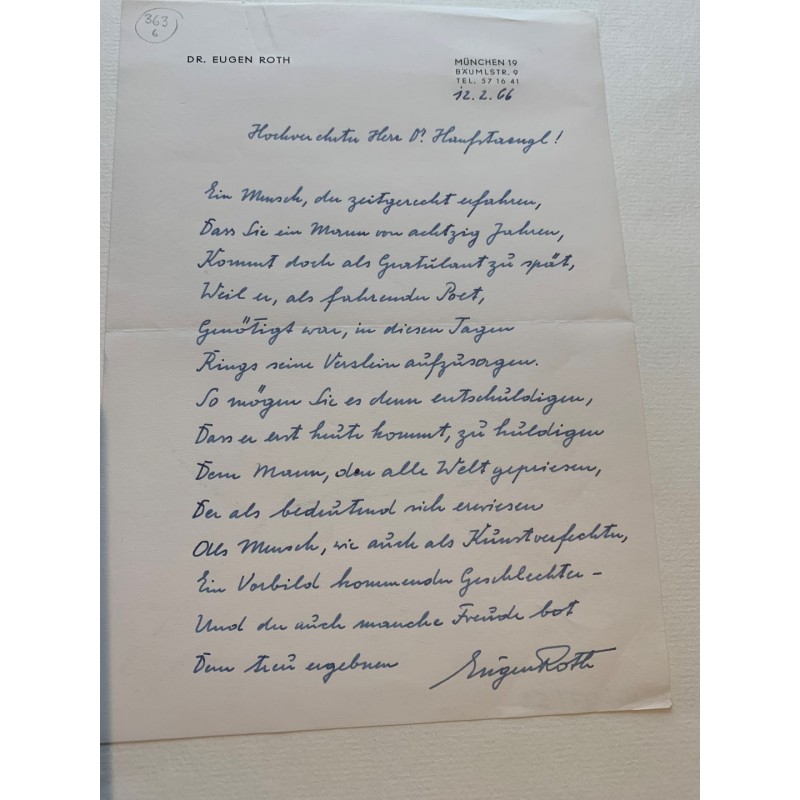 363
6
DR. EUGEN ROTH
MÜNCHEN 19
BÄUMLSTR. 9
TEL. 57 16 41
12.2.66
Hochverehrter Herr Dr. Hanfstaengl!
Ein Mensch, der zeitgerecht erfahren,
Dass Sie ein Mann von achtzig Jahren,
Kommt doch als Gratulant zu spät,
Weil er, als fahrender Poet,
Genötigt war, in diesen Tagen
Rings seine Verslein aufzusagen.
So mögen Sie es denn entschuldigen,
Dass er erst heute kommt, zu huldigen
Dem Mann, den alle Welt gepriesen,
Der als bedeutend sich erwiesen
Als Mensch, wie auch als Kunstverfechter,
Ein Vorbild kommender Geschlechter –
Und der auch manche Freude bot
Dem treu ergebnen Eugen Roth